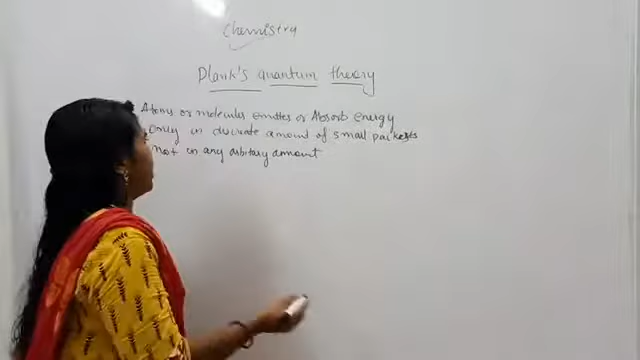 Chemistry
Plank's quantum theory
Atoms or molecules emittes or Absorb energy
Only in discrate amount of small packets
not in any arbitary amount